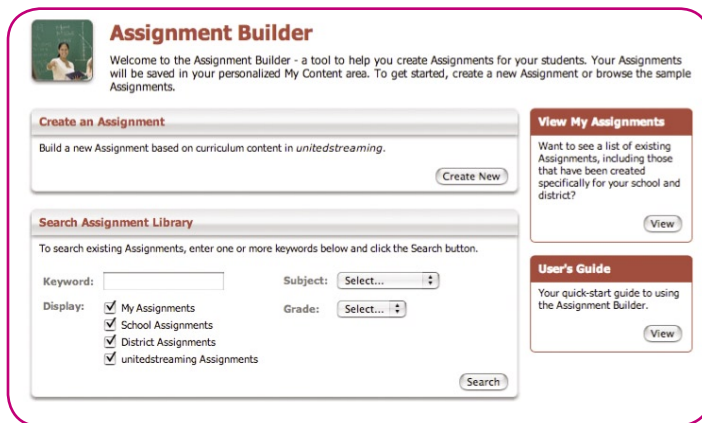 Assignment Builder
Welcome to the Assignment Builder - a tool to help you create Assignments for your students. Your Assignments
will be saved in your personalized My Content area. To get started, create a new Assignment or browse the sample
Assignments.
Create an Assignment
Build a new Assignment based on curriculum content in unitedstreaming.
Create New
Search Assignment Library
To search existing Assignments, enter one or more keywords below and click the Search button.
Keyword:
Subject: Select...
Display: My Assignments
Grade: Select...
School Assignments
District Assignments
unitedstreaming Assignments
Search
View My Assignments
Want to see a list of existing
Assignments, including those
that have been created
specifically for your school and
district?
View
User's Guide
Your quick-start guide to using
the Assignment Builder.
View